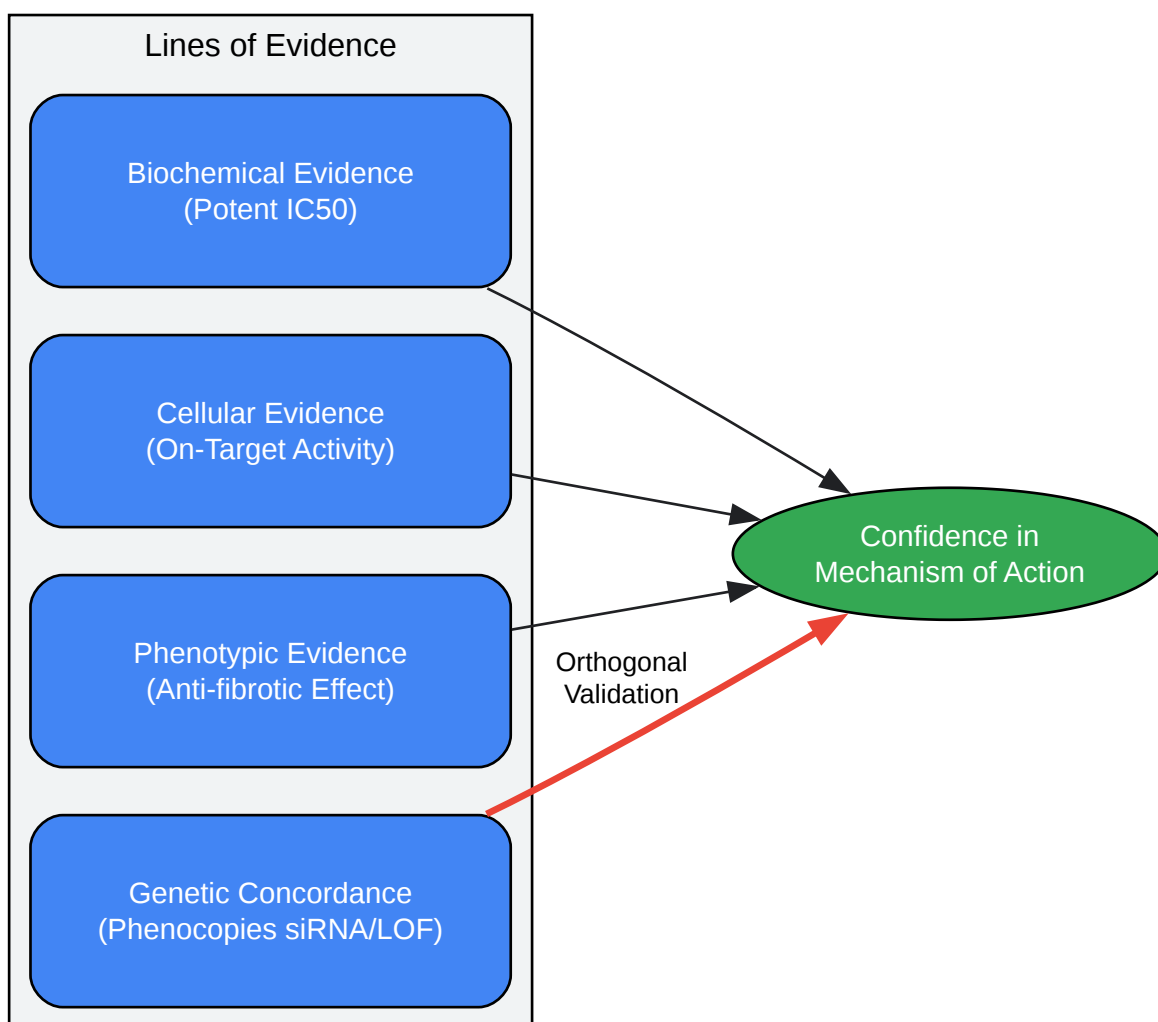 Lines of Evidence
Biochemical Evidence
(Potent IC50)
Cellular Evidence
(On-Target Activity)
Phenotypic Evidence
(Anti-fibrotic Effect)
Genetic Concordance
(Phenocopies siRNA/LOF)
Orthogonal
Validation
Confidence in
Mechanism of Action